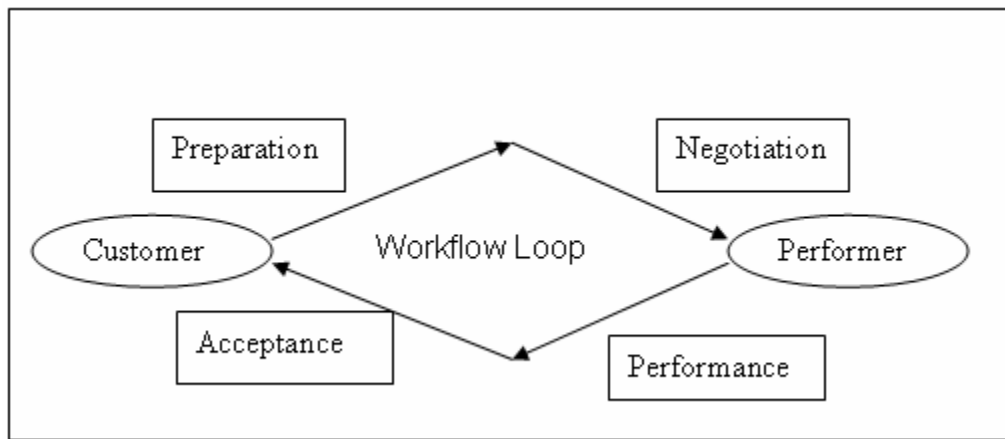 Preparation
Negotiation
Customer
Workflow Loop
Performer
Acceptance
Performance